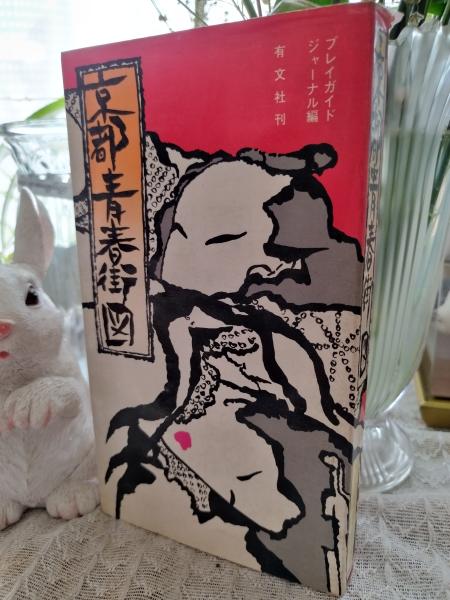 プレイガイド
ジャーナル編
有文社刊
京都青春街図